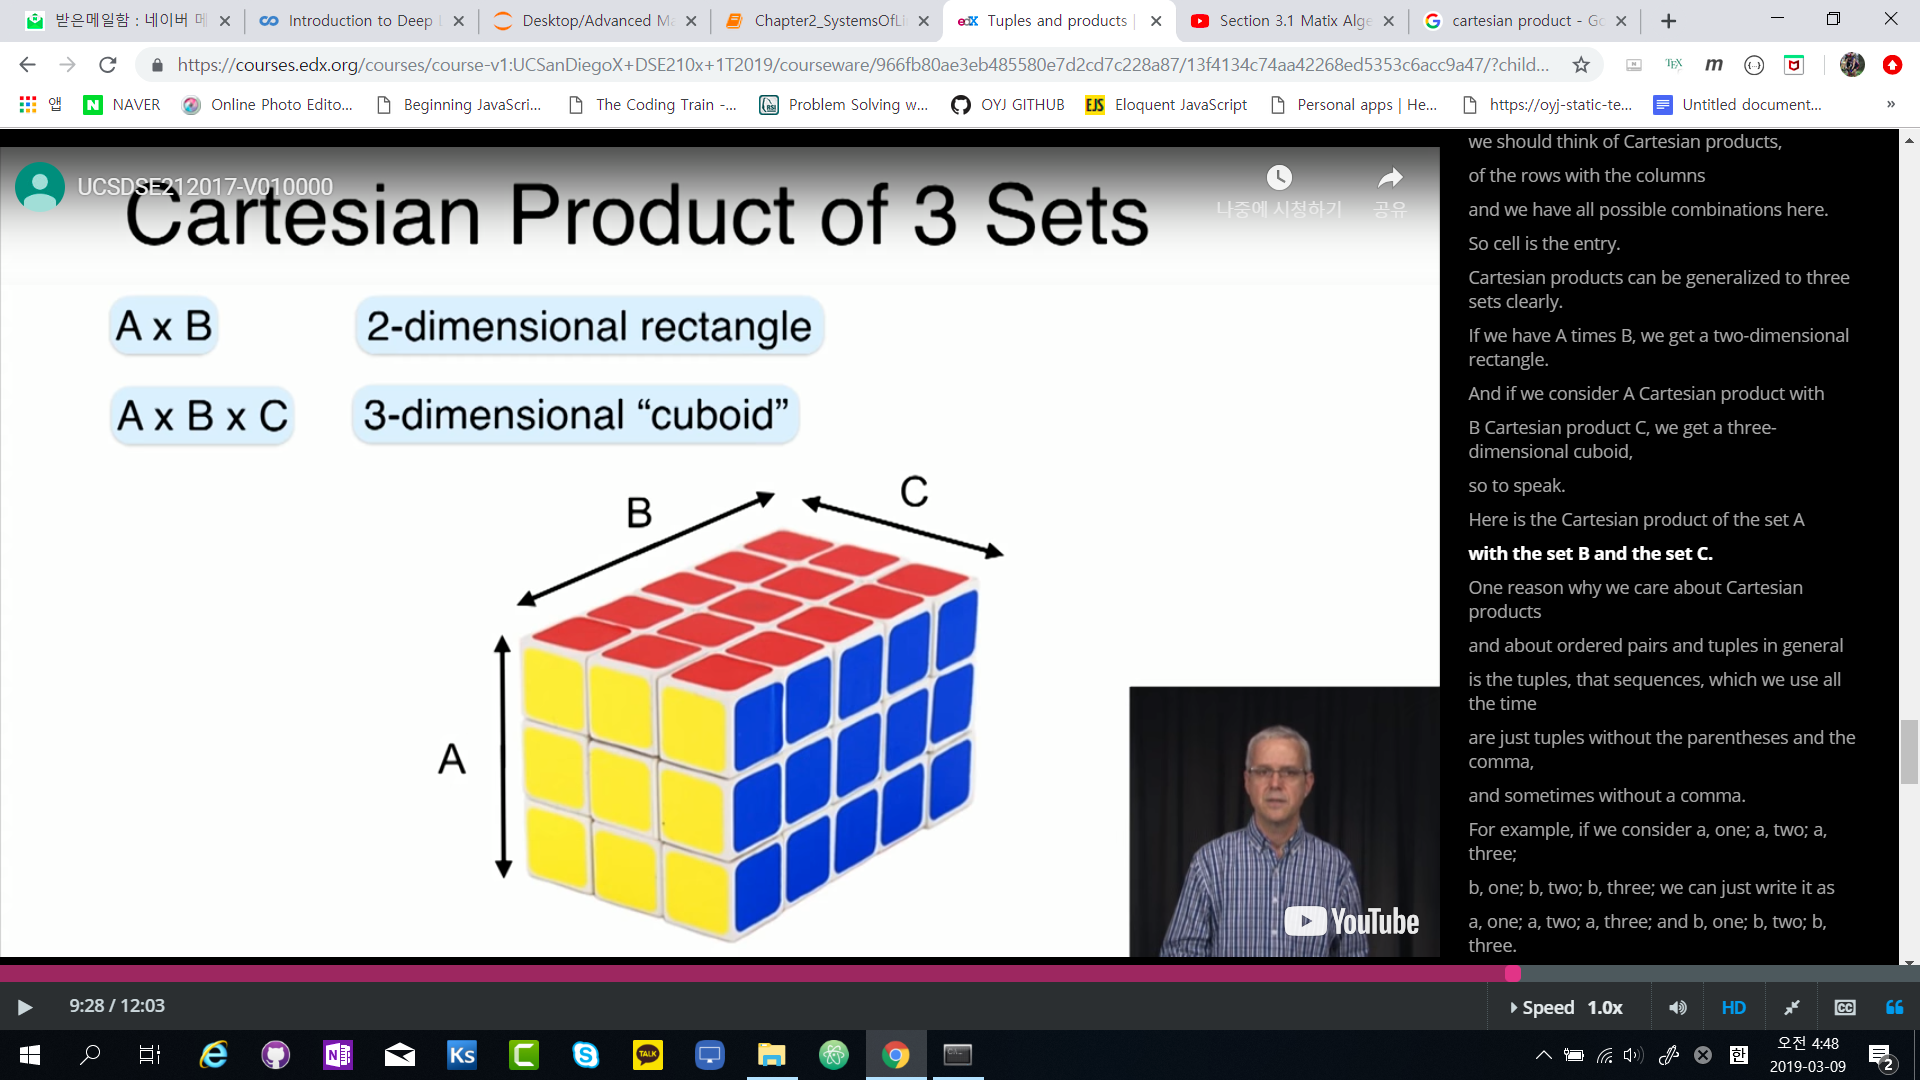 받은메일함 : 네이버 메
Introduction to Deep L
Desktop/Advanced Ma
Chapter2_SystemsOfLi
edX Tuples and products |
Section 3.1 Matix Alge
cartesian product - Go
https://courses.edx.org/courses/course-v1:UCSanDiegoX+DSE210x+1T2019/courseware/966fb80ae3eb485580e7d2cd7c228a87/13f4134c74aa42268ed5353c6acc9a47/?child...
TEX
m
앱
N NAVER
Online Photo Edito...
Beginning JavaScri...
The Coding Train -...
Problem Solving w...
OYJ GITHUB
EJS Eloquent JavaScript
Personal apps | He...
https://oyj-static-te...
Untitled document...
»
UCSDSE212017-V010000
나중에 시청하기
공유
Cartesian Product of 3 Sets
A x B
2-dimensional rectangle
A x B x C
3-dimensional “cuboid”
B
C
A
YouTube
we should think of Cartesian products,
of the rows with the columns
and we have all possible combinations here.
So cell is the entry.
Cartesian products can be generalized to three
sets clearly.
If we have A times B, we get a two-dimensional
rectangle.
And if we consider A Cartesian product with
B Cartesian product C, we get a three-
dimensional cuboid,
so to speak.
Here is the Cartesian product of the set A
with the set B and the set C.
One reason why we care about Cartesian
products
and about ordered pairs and tuples in general
is the tuples, that sequences, which we use all
the time
are just tuples without the parentheses and the
comma,
and sometimes without a comma.
For example, if we consider a, one; a, two; a,
three;
b, one; b, two; b, three; we can just write it as
a, one; a, two; a, three; and b, one; b, two; b,
three.
9:28 / 12:03
Speed 1.0x
HD
CC
N
Ks
C
S
TALK
한
오전 4:48
2019-03-09
2